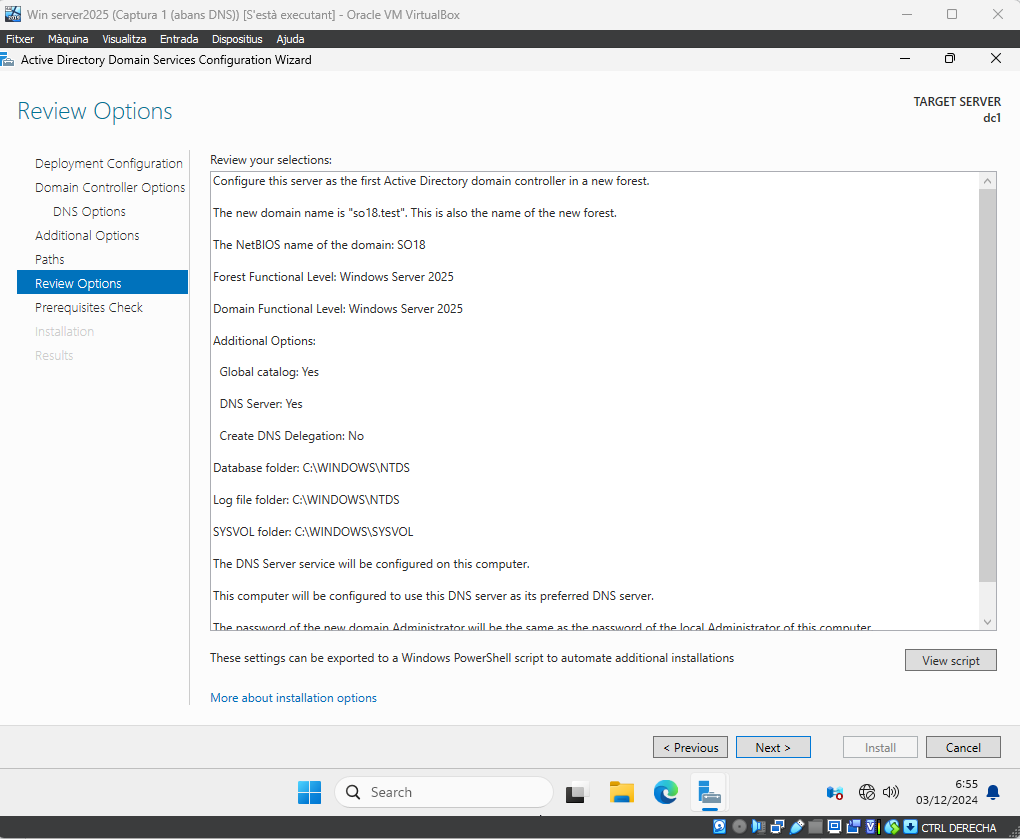 Win server2025 (Captura 1 (abans DNS)) [S'està executant] - Oracle VM VirtualBox
Fitxer Màquina Visualitza Entrada Dispositius Ajuda
Active Directory Domain Services Configuration Wizard
Review Options
TARGET SERVER
dc1
Deployment Configuration
Domain Controller Options
DNS Options
Additional Options
Paths
Review Options
Prerequisites Check
Installation
Results
Review your selections:
Configure this server as the first Active Directory domain controller in a new forest.
The new domain name is "so18.test". This is also the name of the new forest.
The NetBIOS name of the domain: SO18
Forest Functional Level: Windows Server 2025
Domain Functional Level: Windows Server 2025
Additional Options:
Global catalog: Yes
DNS Server: Yes
Create DNS Delegation: No
Database folder: C:\WINDOWS\NTDS
Log file folder: C:\WINDOWS\NTDS
SYSVOL folder: C:\WINDOWS\SYSVOL
The DNS Server service will be configured on this computer.
This computer will be configured to use this DNS server as its preferred DNS server.
The password of the new domain Administrator will be the same as the password of the local Administrator of this computer.
These settings can be exported to a Windows PowerShell script to automate additional installations
View script
More about installation options
< Previous
Next >
Install
Cancel
Search
6:55
03/12/2024
CTRL DERECHA